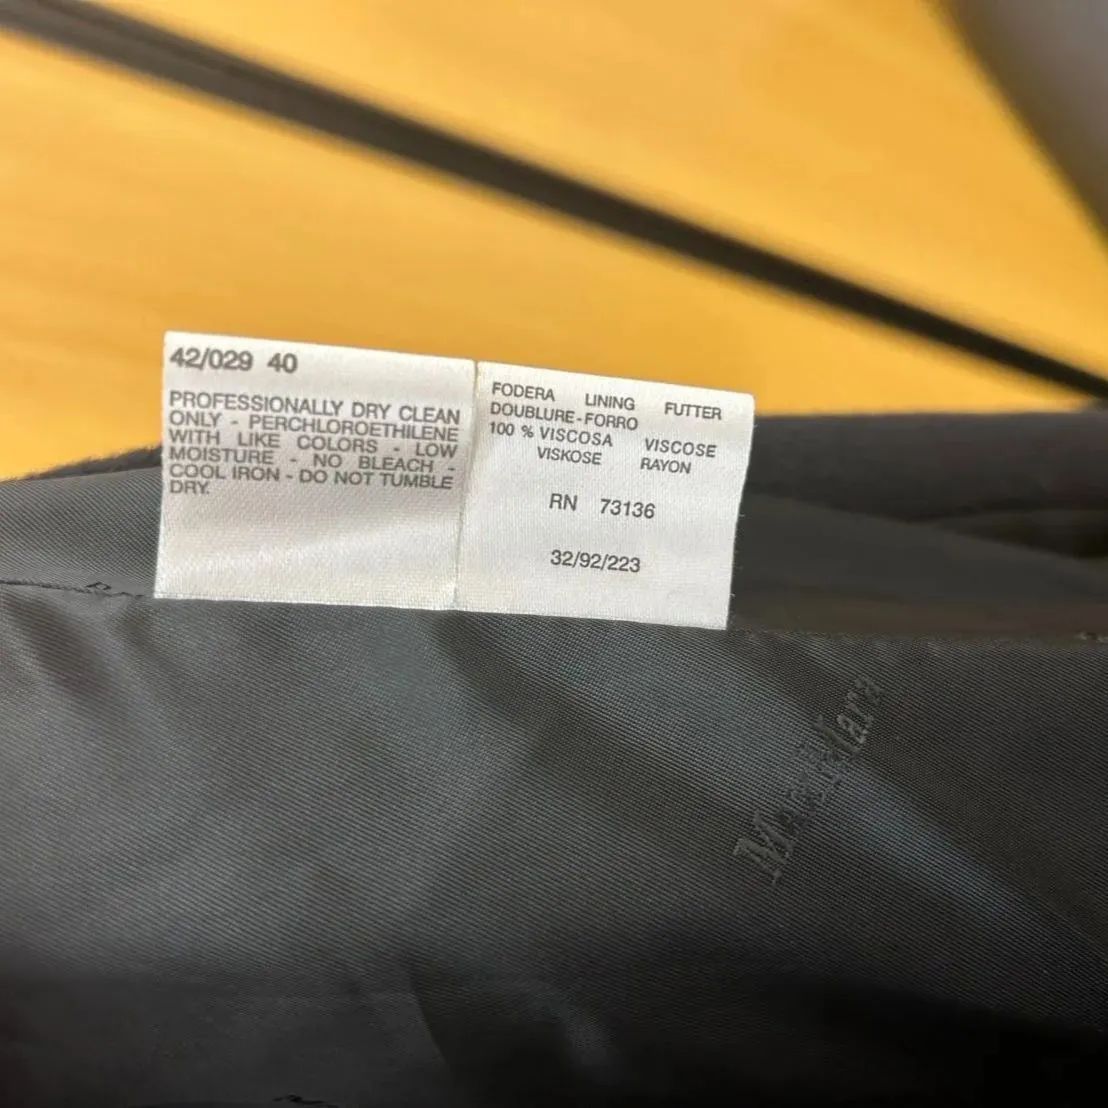 42/029 40
PROFESSIONALLY DRY CLEAN
ONLY - PERCHLOROETHILENE
WITH LIKE COLORS - LOW
MOISTURE - NO BLEACH -
COOL IRON - DO NOT TUMBLE
DRY.
FODERA LINING FUTTER
DOUBLURE-FORRO
100 % VISCOSA VISCOSE
VISKOSE RAYON
RN 73136
32/92/223
MaxMara